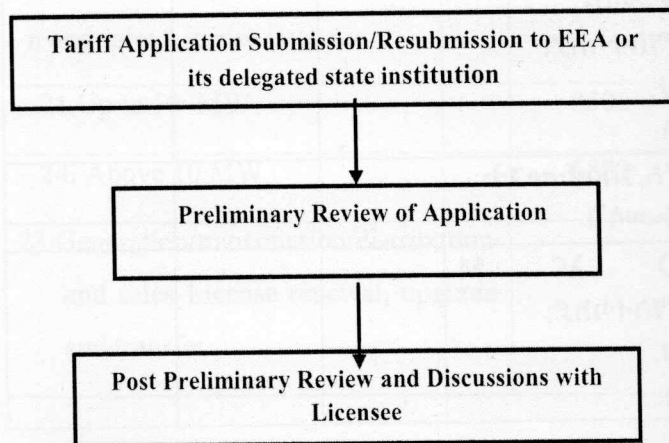 Tariff Application Submission/Resubmission to EEA or
its delegated state institution
Preliminary Review of Application
Post Preliminary Review and Discussions with
Licensee